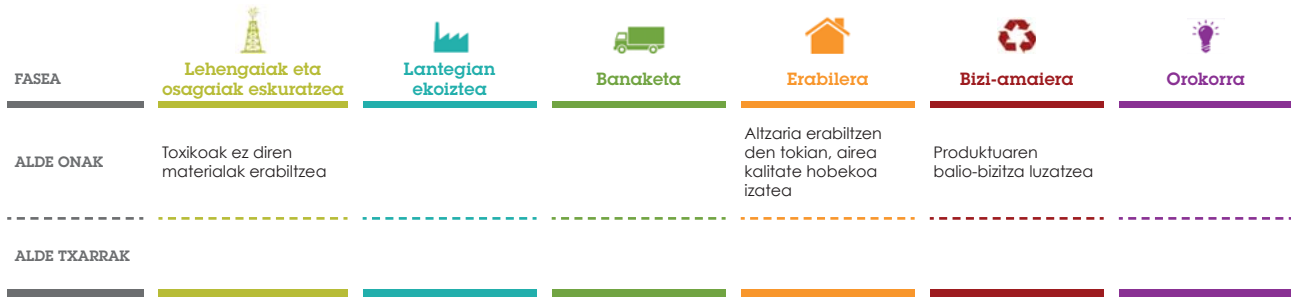 FASEA
Lehengaiak eta
osagaiak eskuratzea
Lantegian
ekoiztea
Banaketa
Erabilera
Bizi-amaiera
Orokorra
ALDE ONAK
Toxikoak ez diren
materialak erabiltzea
Altzaria erabiltzen
den tokian, airea
kalitate hobekoa
izatea
Produktuaren
balio-bizitza luzatzea
ALDE TXARRAK